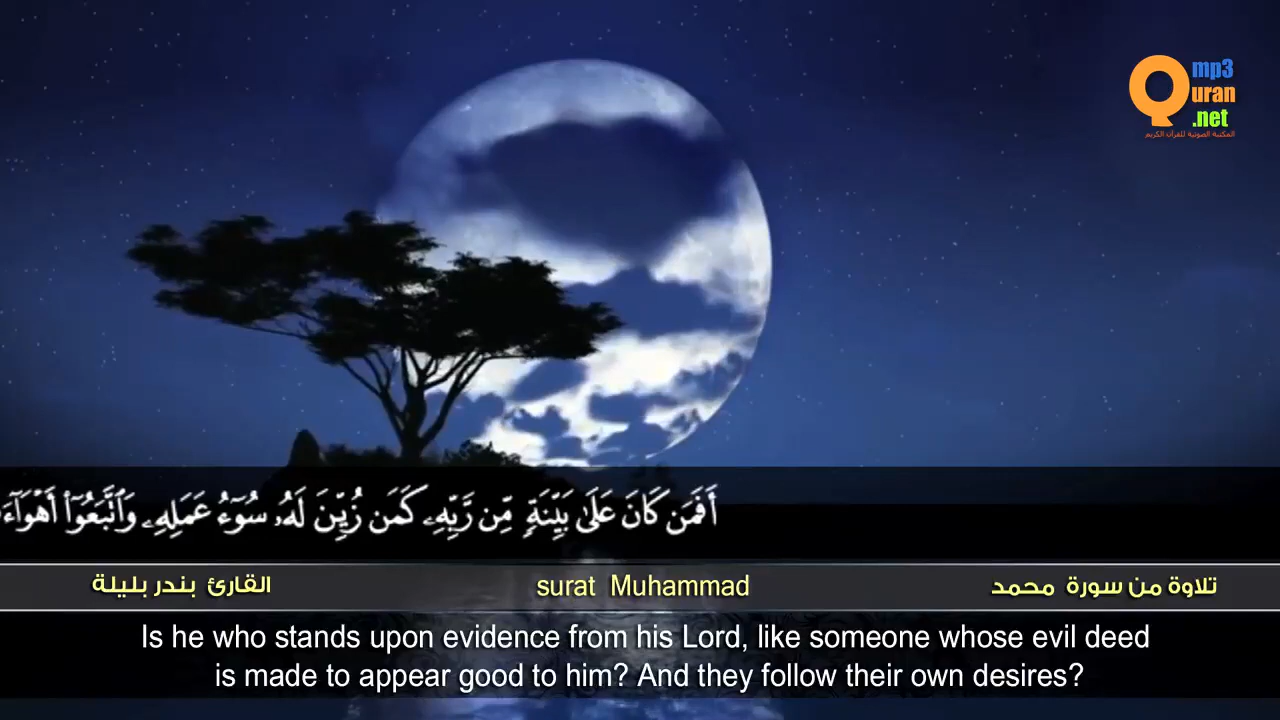 mp3
Quran
.net
المكتبة الصوتية للقرآن الكريم
أَفَمَن كَانَ عَلَىٰ بَيِّنَةٍ مِّن رَّبِّهِۦ كَمَن زُيِّنَ لَهُۥ سُوٓءُ عَمَلِهِۦ وَٱتَّبَعُوٓا۟ أَهْوَآءَ
تلاوة من سورة محمد
surat Muhammad
القارئ بندر بليلة
Is he who stands upon evidence from his Lord, like someone whose evil deed
is made to appear good to him? And they follow their own desires?